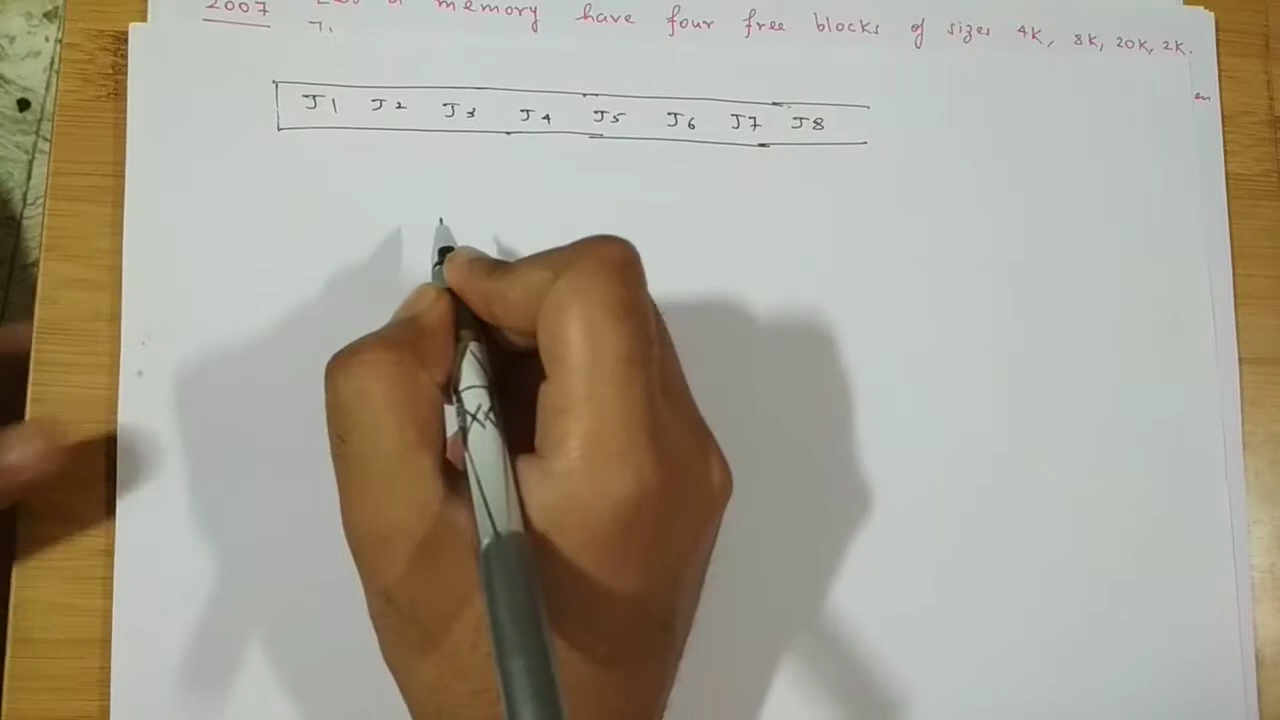 2007 a memory have four free blocks of sizes 4K, 8K, 20K, 2K.
J1 J2 J3 J4 J5 J6 J7 J8